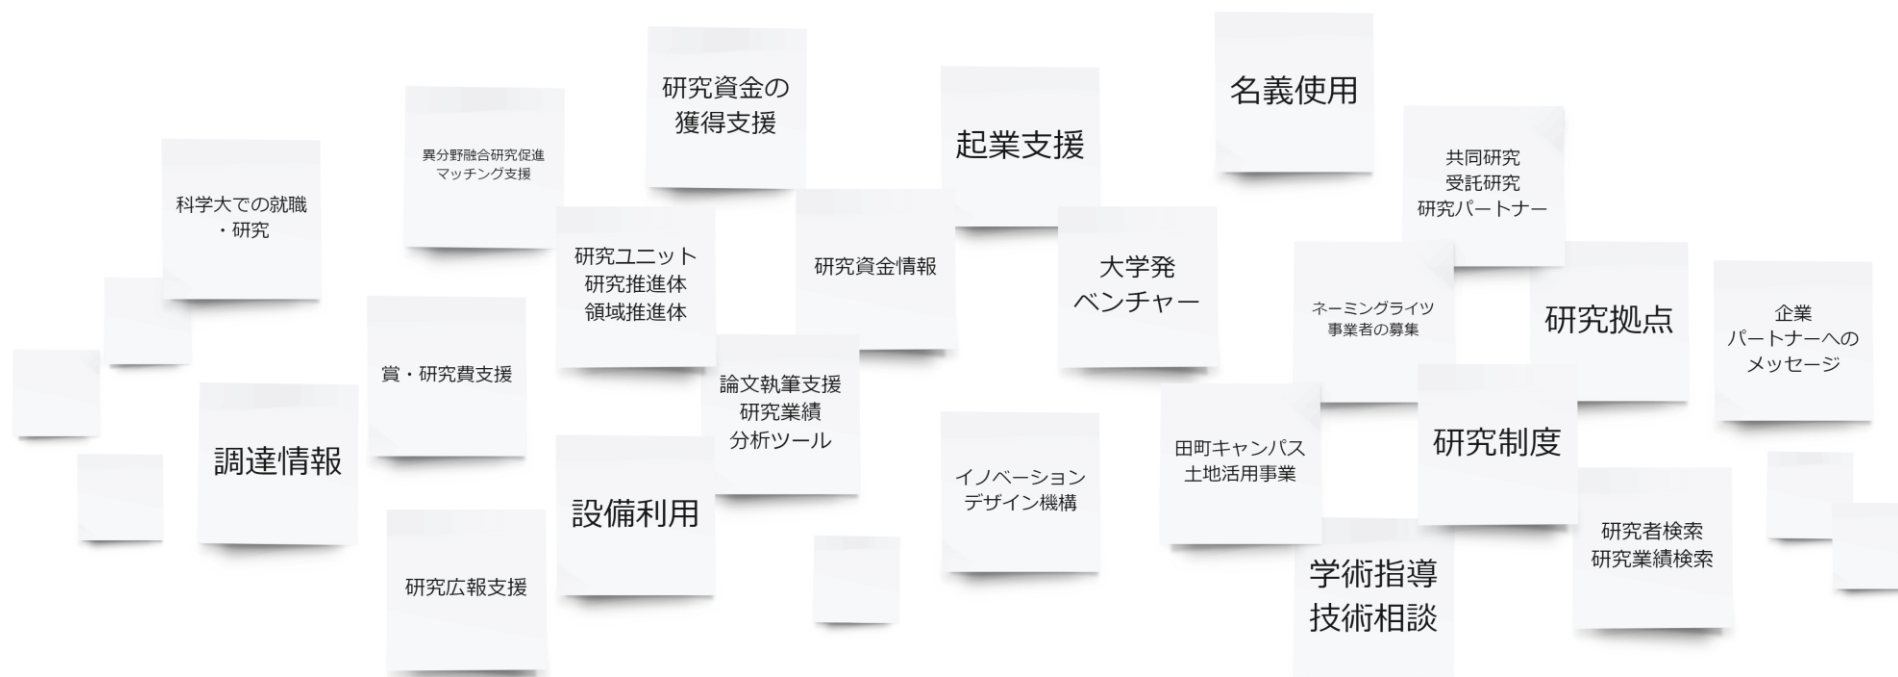 研究資金の
獲得支援
名義使用
起業支援
異分野融合研究促進
マッチング支援
共同研究
受託研究
研究パートナー
科学大での就職
・研究
研究ユニット
研究推進体
領域推進体
研究資金情報
大学発
ベンチャー
ネーミングライツ
事業者の募集
研究拠点
企業
パートナーへの
メッセージ
賞・研究費支援
論文執筆支援
研究業績
分析ツール
調達情報
田町キャンパス
土地活用事業
研究制度
イノベーション
デザイン機構
設備利用
研究者検索
研究業績検索
研究広報支援
学術指導
技術相談